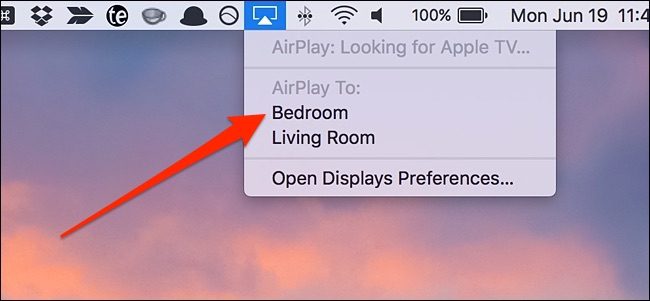 te 100% Mon Jun 19 11:4
AirPlay: Looking for Apple TV...
AirPlay To:
Bedroom
Living Room
Open Displays Preferences...